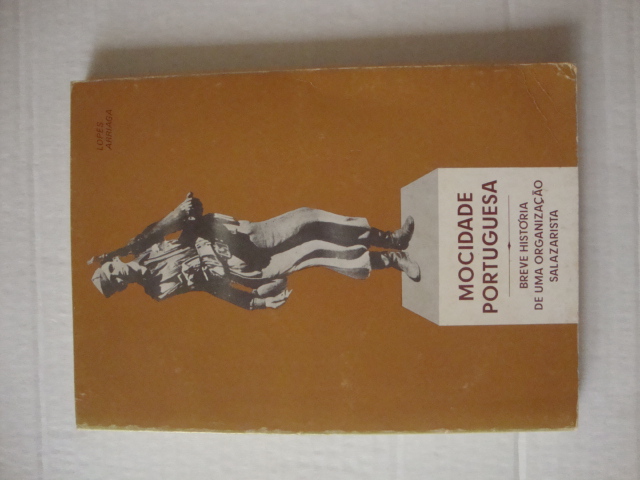 LOPES
ARRIAGA
MOCIDADE
PORTUGUESA
BREVE HISTÓRIA
DE UMA ORGANIZAÇÃO
SALAZARISTA